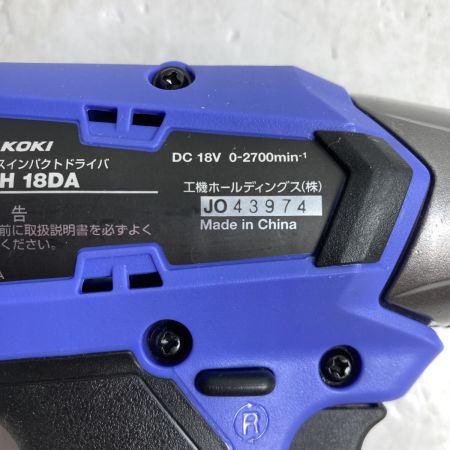 KOKI
スインパクトドライバ
H 18DA
DC 18V 0-2700min-1
工機ホールディングス(株)
JO 43974
Made in China
告
前に取扱説明書を必ずよく
ください。
A
R